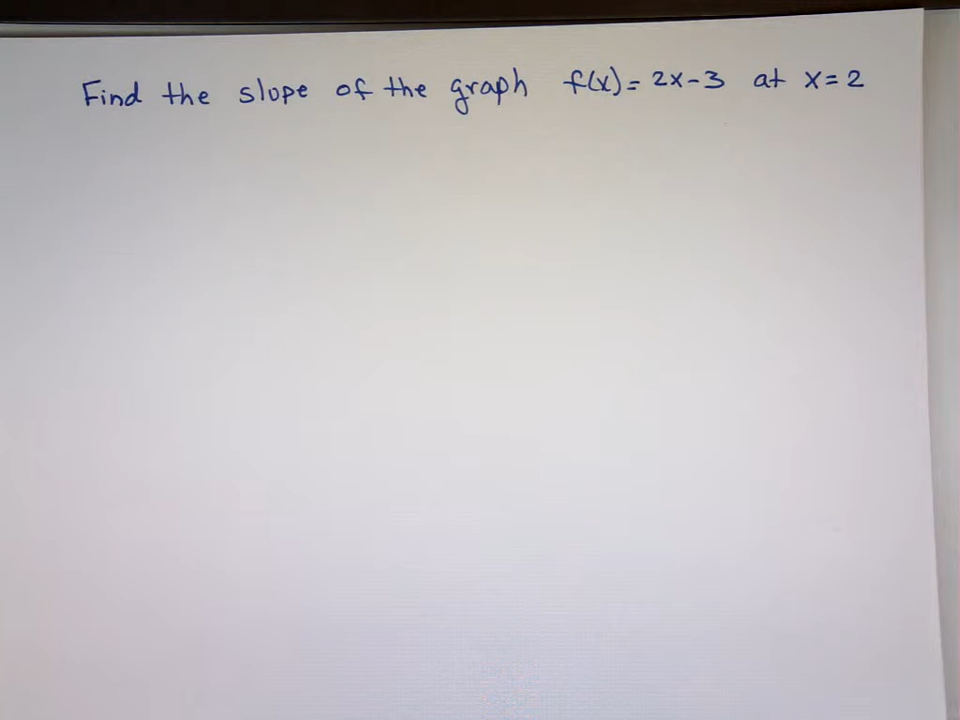 Find the slope of the graph f(x) = 2x - 3 at x = 2